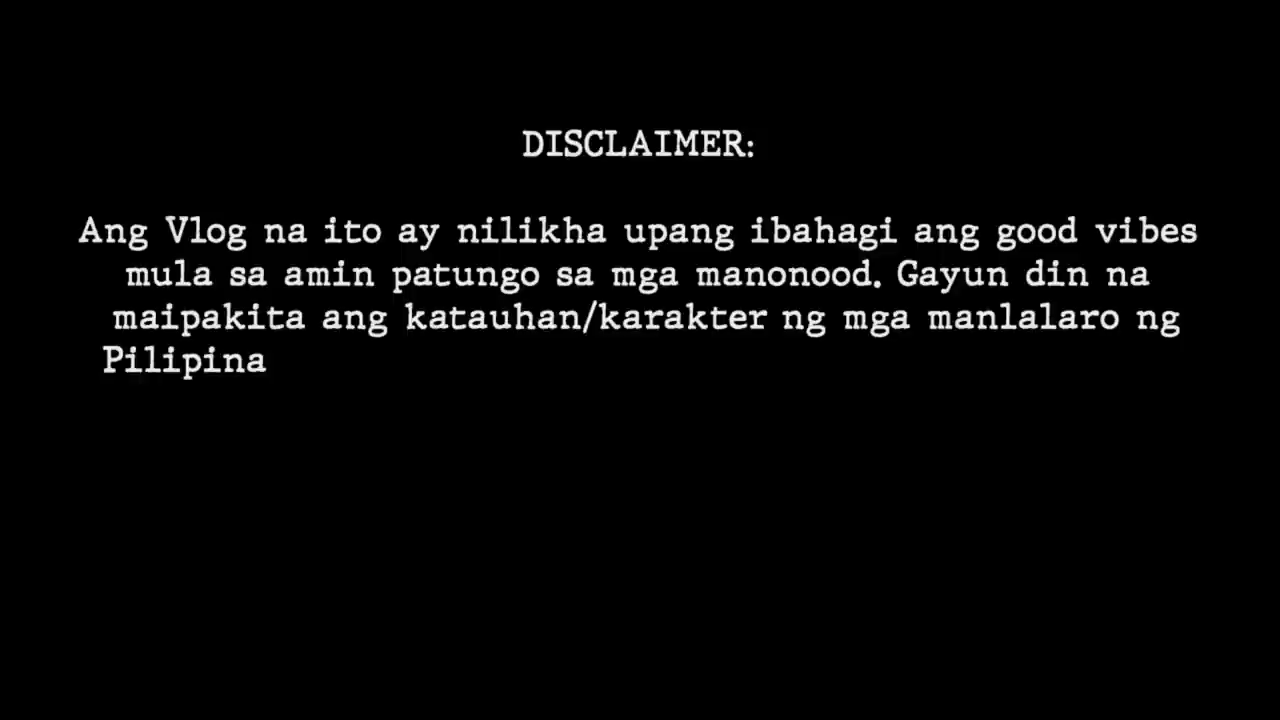 DISCLAIMER:
Ang Vlog na ito ay nilikha upang ibahagi ang good vibes
mula sa amin patungo sa mga manonood. Gayun din na
maipakita ang katauhan/karakter ng mga manlalaro ng
Pilipina